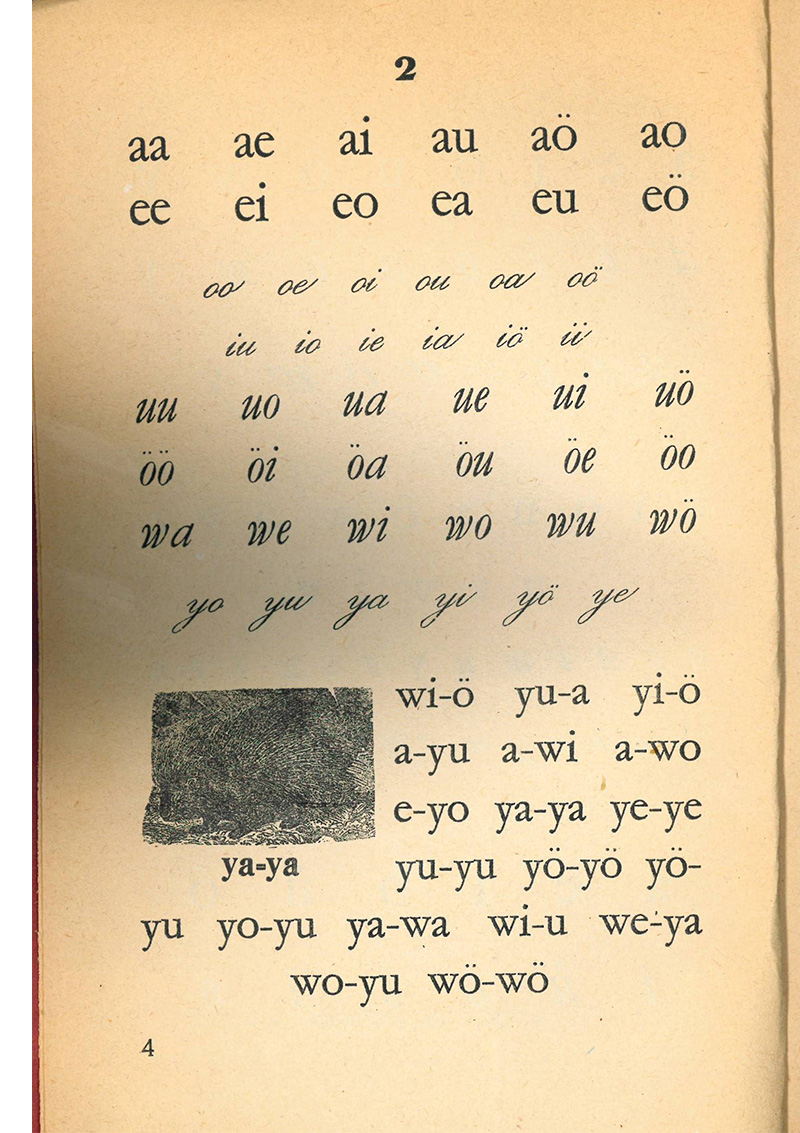 2
aa ae ai au aö ao
ee ei eo ea eu eö
oo oe oi ou oa oö
iu io ie ia iö ii
uu uo ua ue ui uö
öö öi öa öu öe öo
wa we wi wo wu wö
yo yu ya yi yö ye
wi-ö yu-a yi-ö
a-yu a-wi a-wo
e-yo ya-ya ye-ye
ya=ya
yu-yu yö-yö yö-
yu yo-yu ya-wa wi-u we-ya
wo-yu wö-wö
4